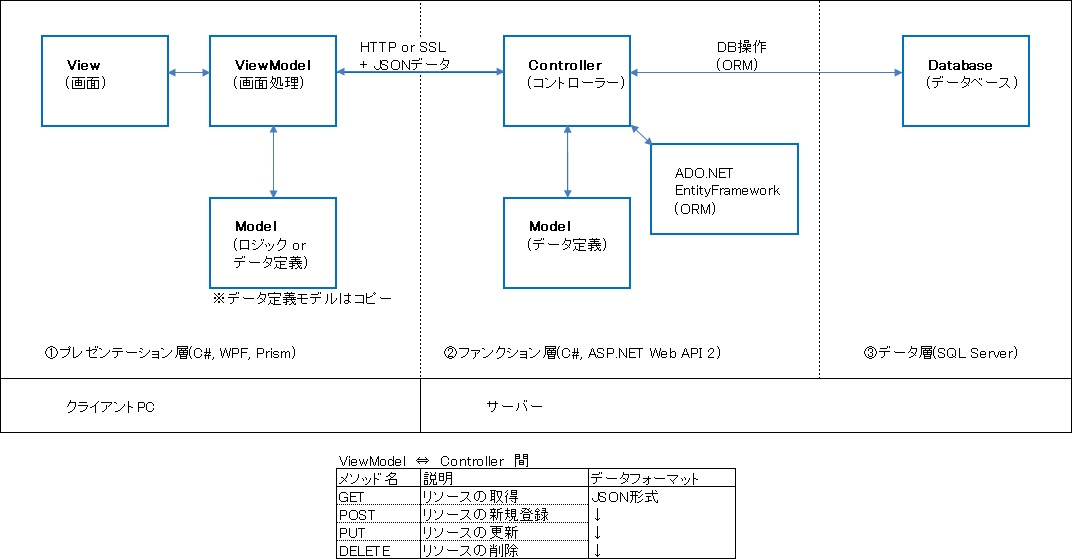 View
（画面）
ViewModel
（画面処理）
HTTP or SSL
+ JSONデータ
Controller
（コントローラー）
DB操作
（ORM）
Database
（データベース）
Model
（ロジック or
データ定義）
※データ定義モデルはコピー
Model
（データ定義）
ADO.NET
EntityFramework
（ORM）
①プレゼンテーション層(C#, WPF, Prism)
②ファンクション層(C#, ASP.NET Web API 2)
③データ層(SQL Server)
クライアントPC
サーバー
ViewModel ⇔ Controller 間
メソッド名 説明 データフォーマット
GET リソースの取得 JSON形式
POST リソースの新規登録 ↓
PUT リソースの更新 ↓
DELETE リソースの削除 ↓